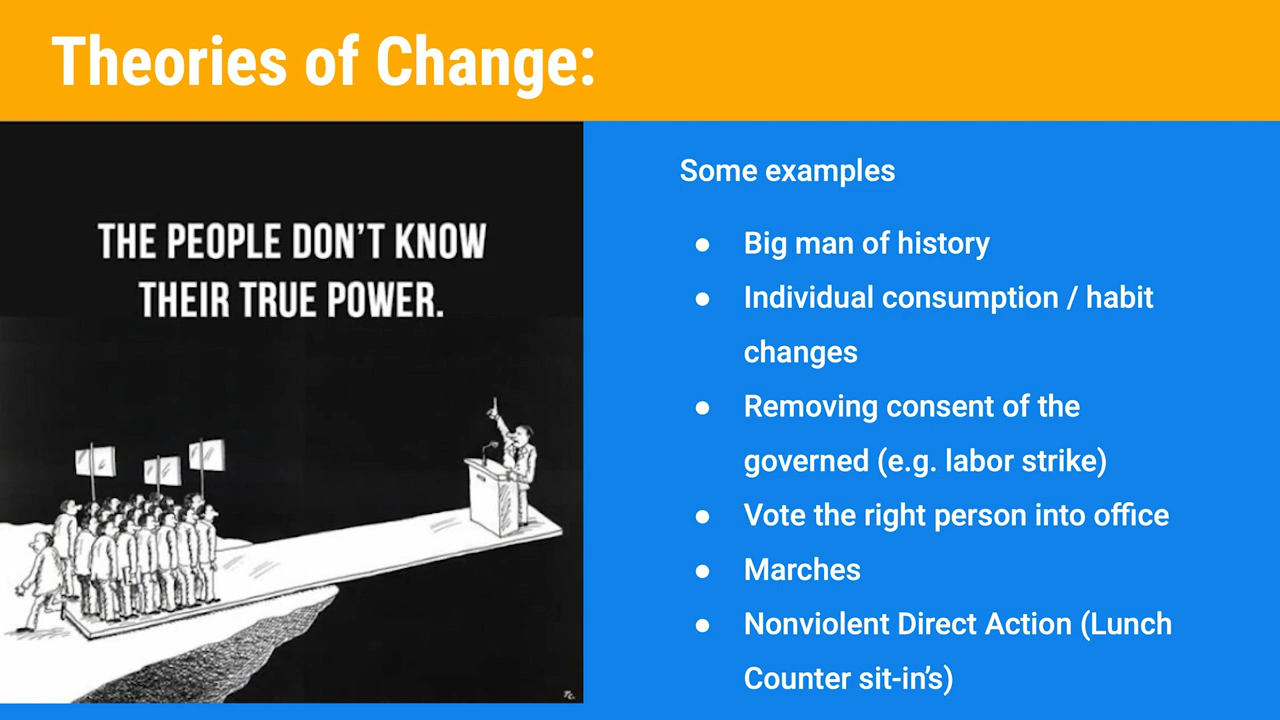 Theories of Change:
THE PEOPLE DON'T KNOW
THEIR TRUE POWER.
Some examples
● Big man of history
● Individual consumption / habit
changes
● Removing consent of the
governed (e.g. labor strike)
● Vote the right person into office
● Marches
● Nonviolent Direct Action (Lunch
Counter sit-in’s)